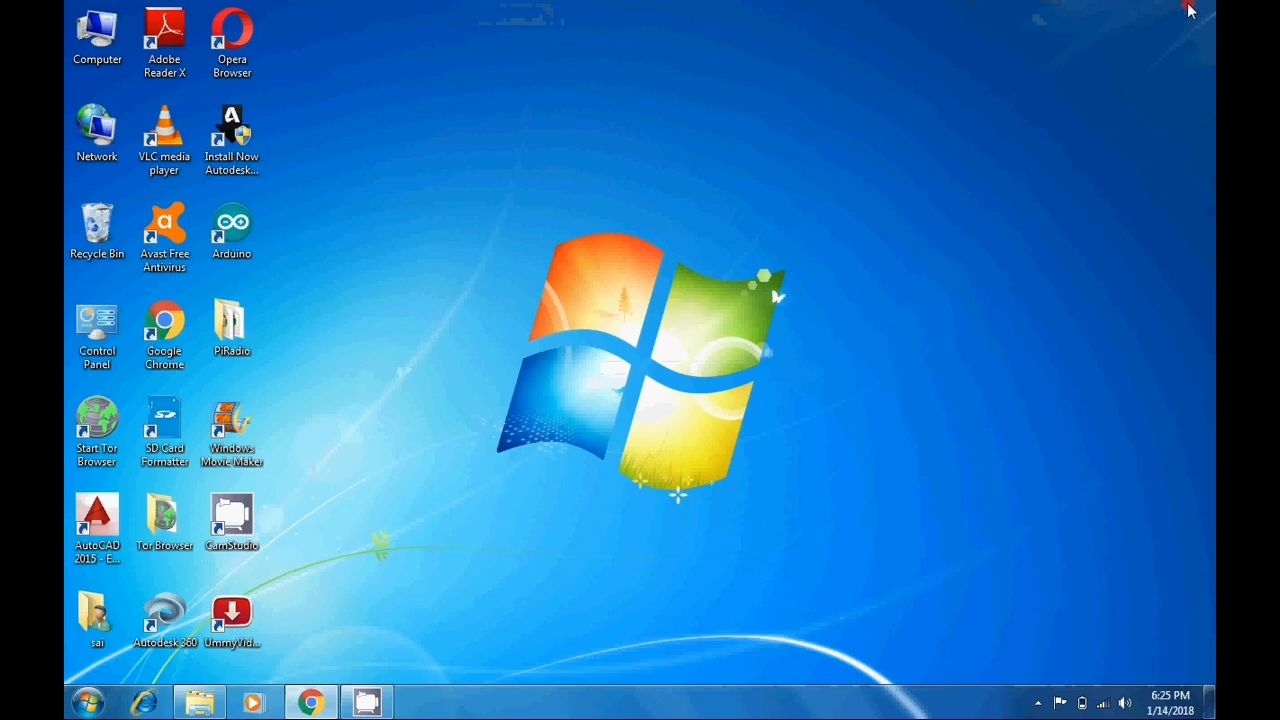 Computer
Adobe
Reader X
Opera
Browser
Network
VLC media
player
Install Now
Autodesk...
Recycle Bin
Avast Free
Antivirus
Arduino
Control
Panel
Google
Chrome
PiRadio
Start Tor
Browser
SD Card
Formatter
Windows
Movie Maker
AutoCAD
2015 - E...
Tor Browser
CamStudio
sai
Autodesk 360
UmmyVid...
6:25 PM
1/14/2018